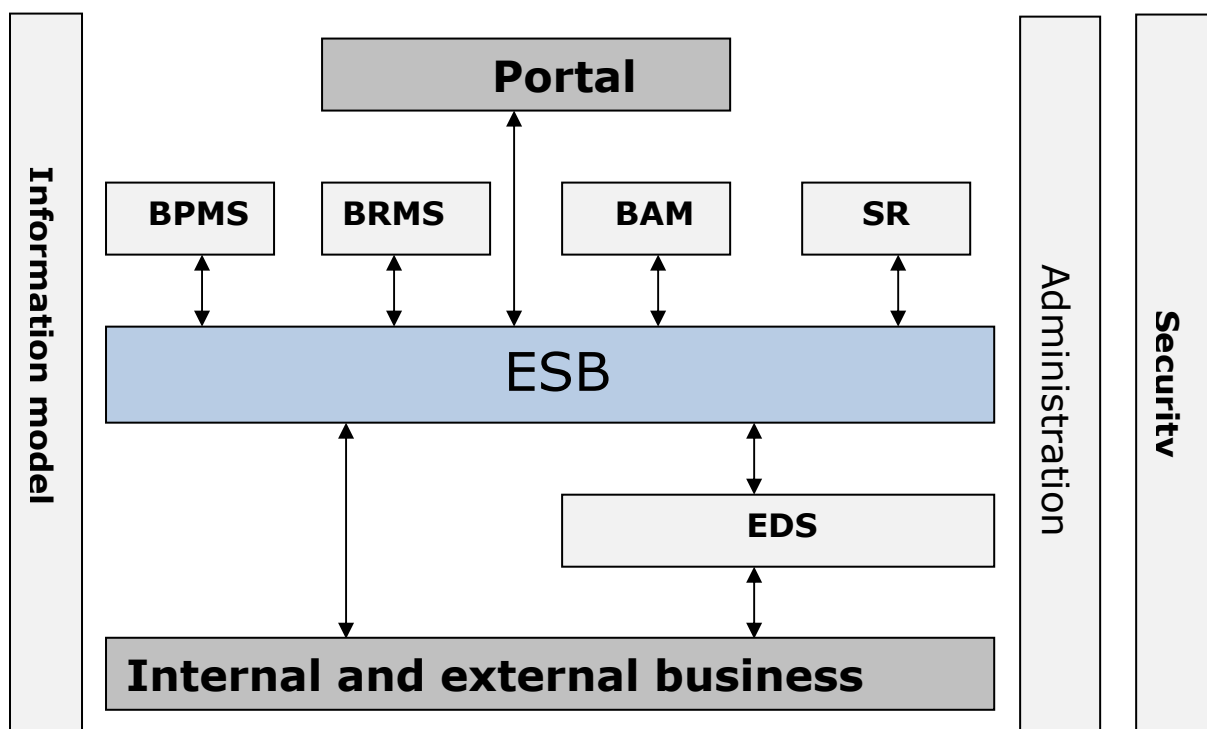 Portal
Information model
BPMS
BRMS
BAM
SR
Administration
Security
ESB
EDS
Internal and external business